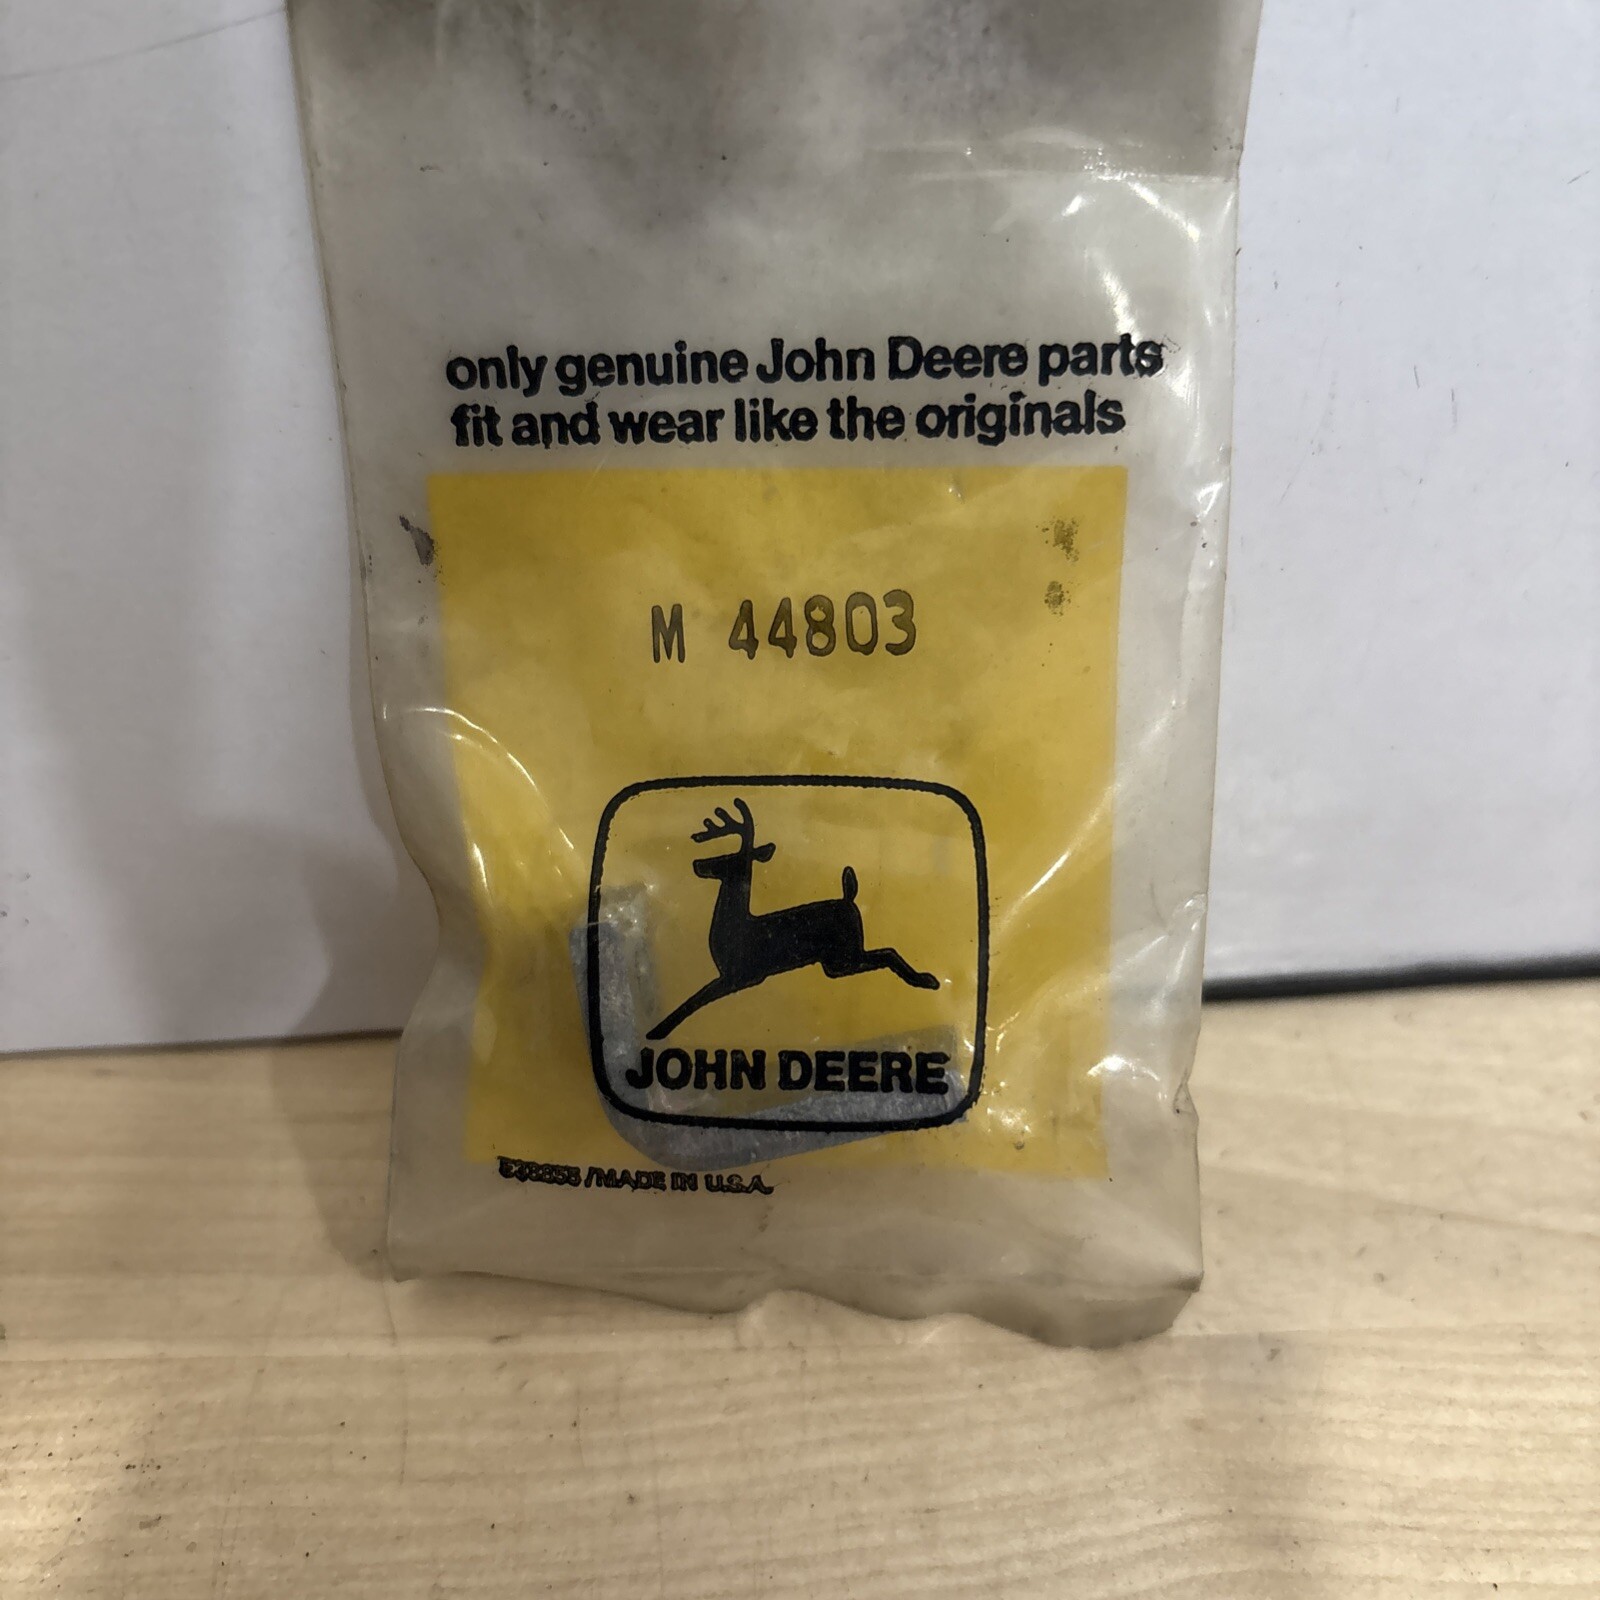 only genuine John Deere parts
fit and wear like the originals
M 44803
JOHN DEERE
/MADE IN U.S.A.